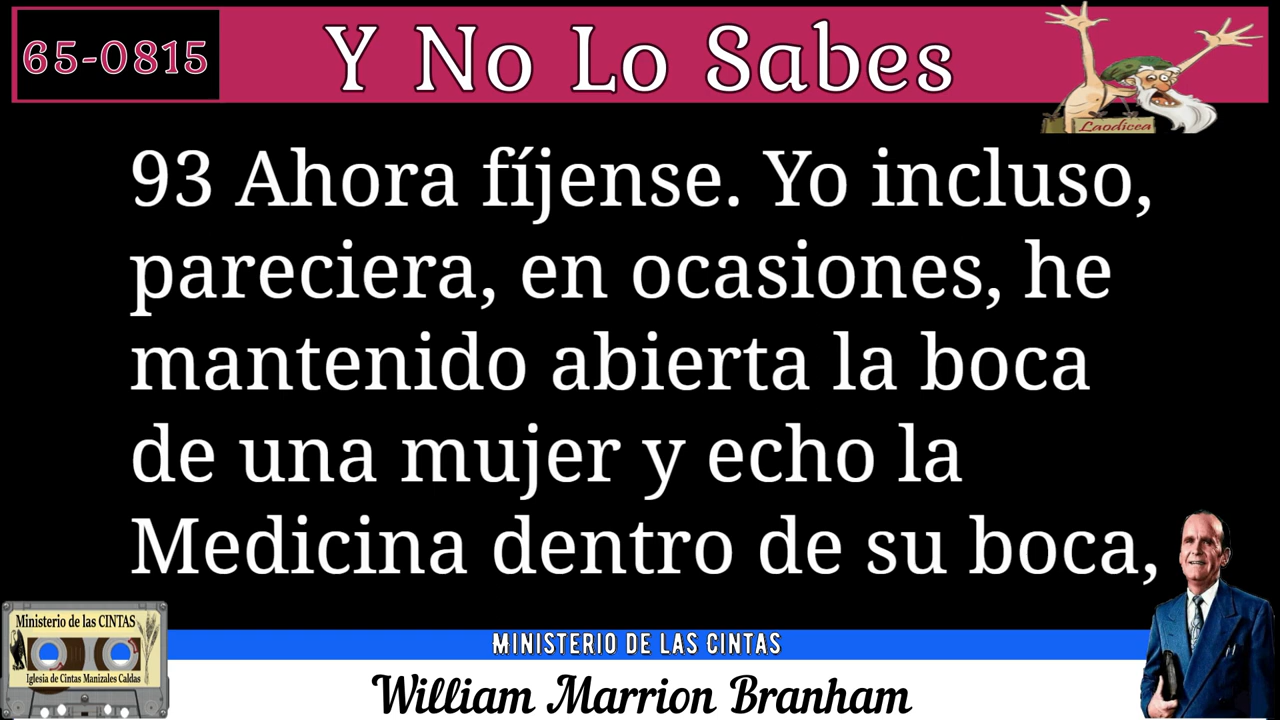 65-0815
Y No Lo Sabes
Laodicea
93 Ahora fíjense. Yo incluso,
pareciera, en ocasiones, he
mantenido abierta la boca
de una mujer y echo la
Medicina dentro de su boca,
Ministerio de las CINTAS
Iglesia de Cintas Manizales Caldas
MINISTERIO DE LAS CINTAS
William Marrion Branham